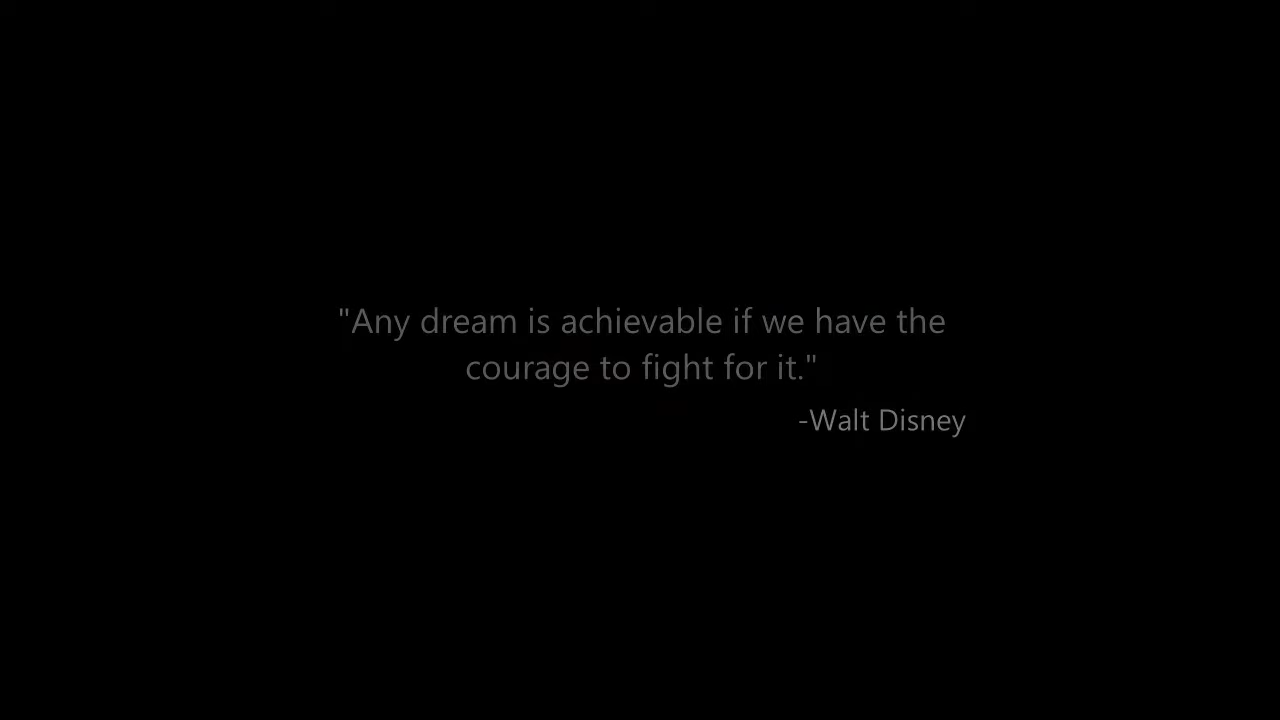 "Any dream is achievable if we have the
courage to fight for it."
-Walt Disney